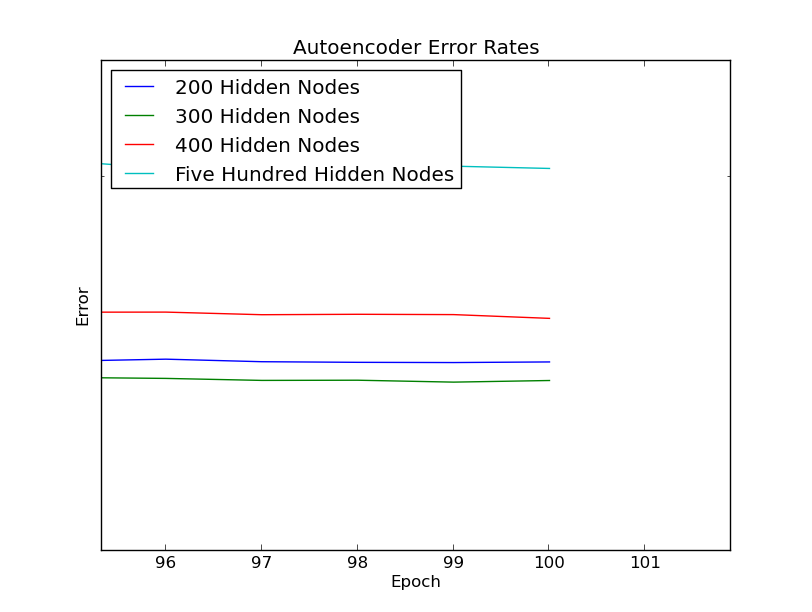 Autoencoder Error Rates
200 Hidden Nodes
300 Hidden Nodes
400 Hidden Nodes
Five Hundred Hidden Nodes
Error
96 97 98 99 100 101
Epoch